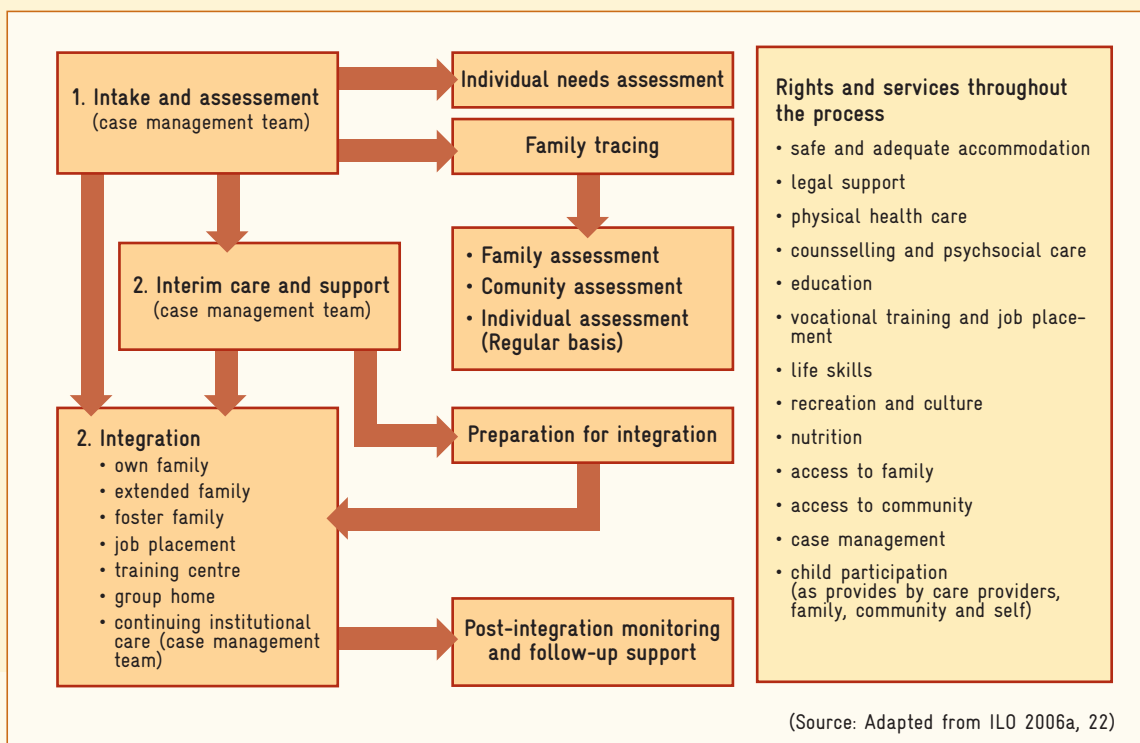 1. Intake and assessement
(case management team)
Individual needs assessment
Family tracing
2. Interim care and support
(case management team)
• Family assessment
• Comunity assessment
• Individual assessment
(Regular basis)
2. Integration
• own family
• extended family
• foster family
• job placement
• training centre
• group home
• continuing institutional
care (case management
team)
Preparation for integration
Post-integration monitoring
and follow-up support
Rights and services throughout
the process
• safe and adequate accommodation
• legal support
• physical health care
• counsselling and psychsocial care
• education
• vocational training and job place-
ment
• life skills
• recreation and culture
• nutrition
• access to family
• access to community
• case management
• child participation
(as provides by care providers,
family, community and self)
(Source: Adapted from ILO 2006a, 22)